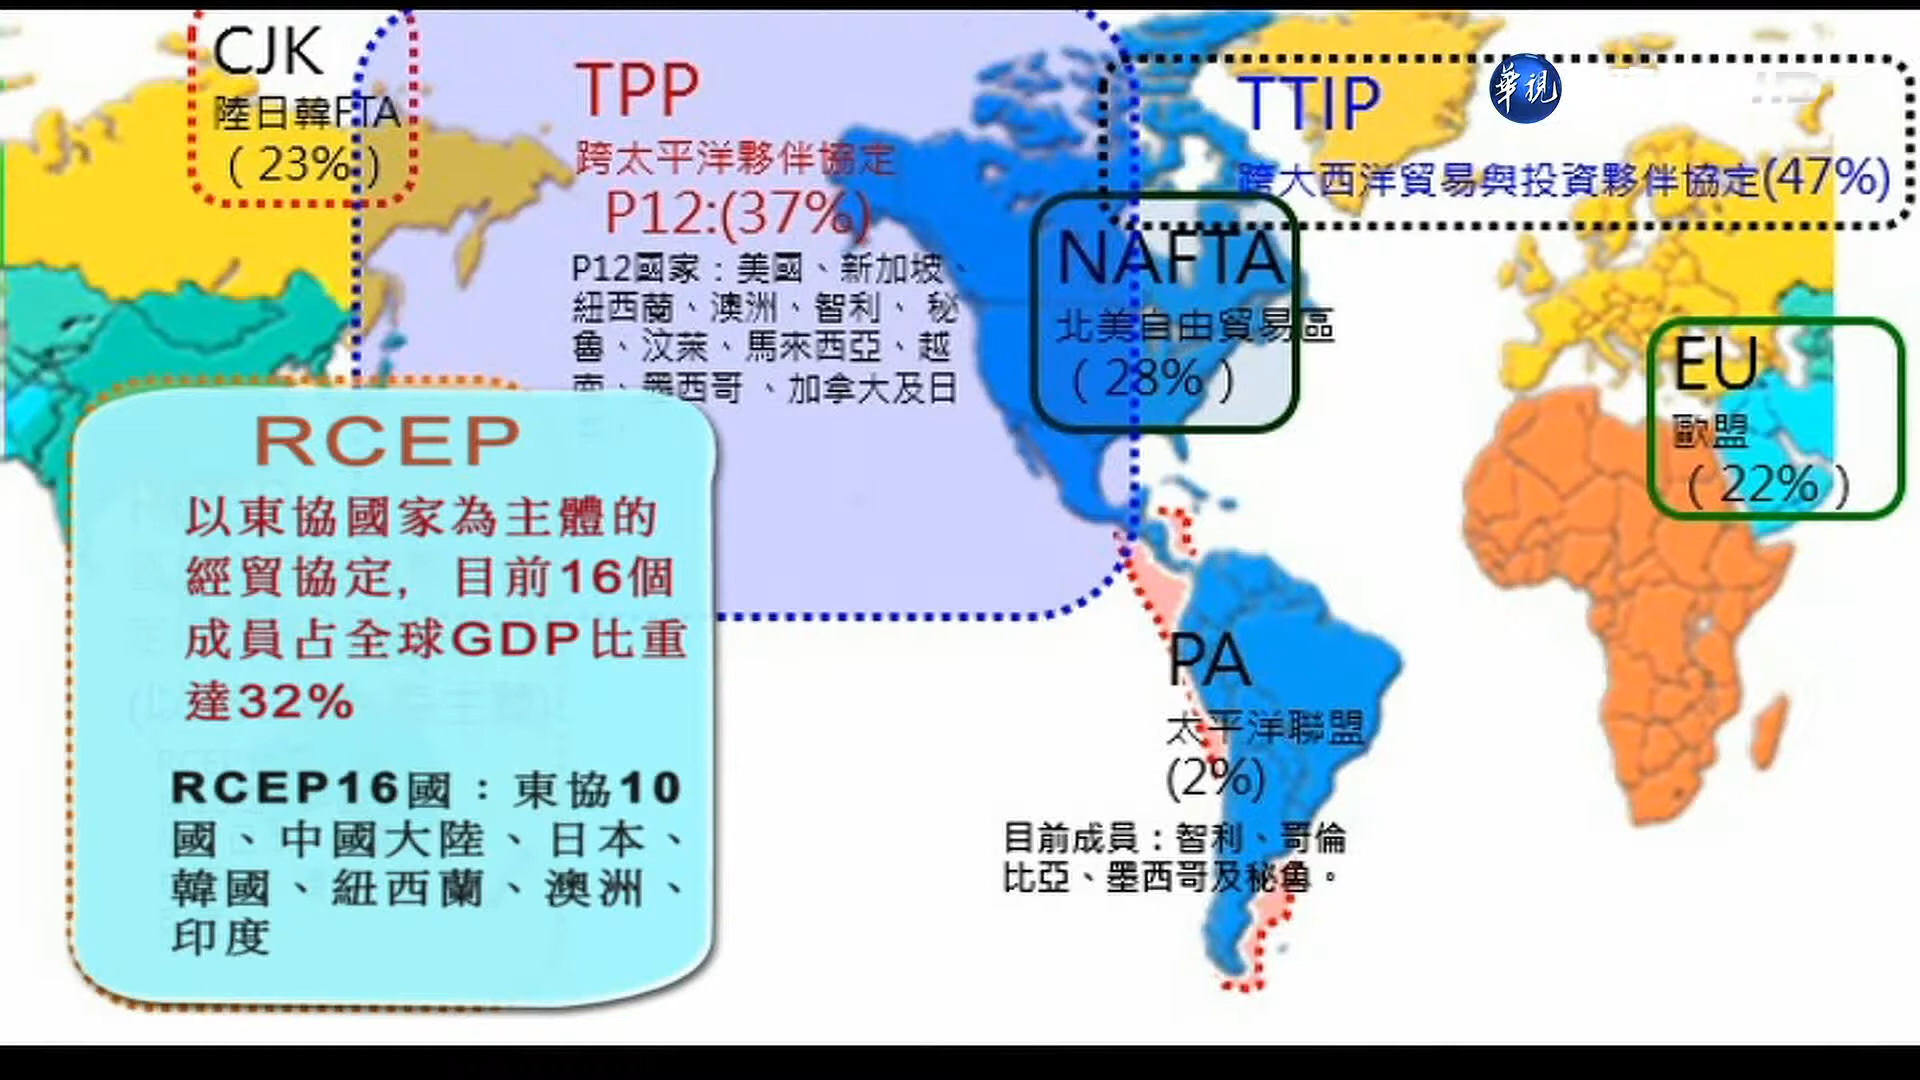 CJK
陸日韓FTA
（23%）
TPP
跨太平洋夥伴協定
P12:(37%)
P12國家：美國、新加坡、
紐西蘭、澳洲、智利、 秘
魯、汶萊、馬來西亞、越
南、墨西哥 、加拿大及日
TTIP
跨大西洋貿易與投資夥伴協定(47%)
華視
HD
NAFTA
北美自由貿易區
（28%）
EU
歐盟
（22%）
RCEP
以東協國家為主體的
經貿協定, 目前16個
成員占全球GDP比重
達32%
RCEP16國：東協10
國、中國大陸、日本、
韓國、紐西蘭、澳洲、
印度
PA
太平洋聯盟
(2%)
目前成員：智利、哥倫
比亞、墨西哥及秘魯。